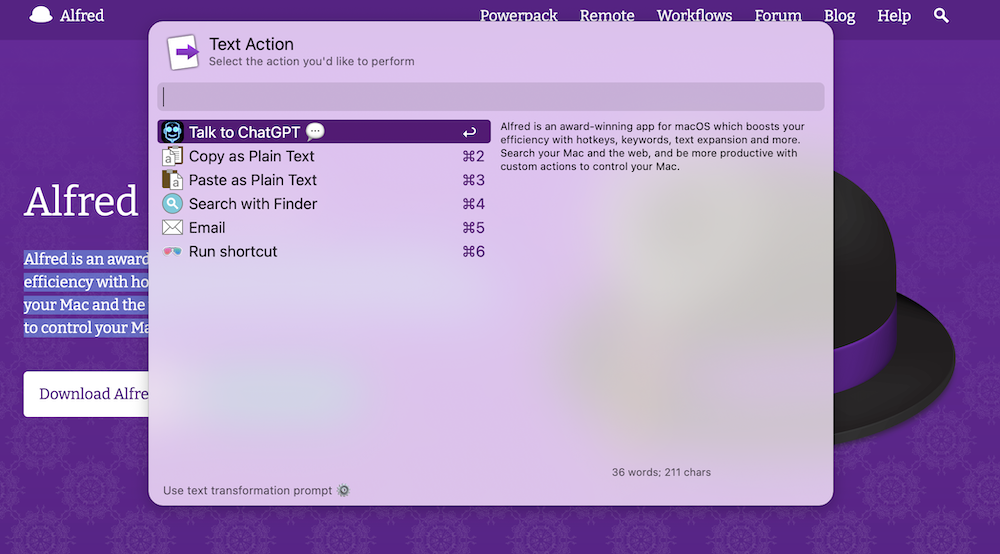 Alfred
Powerpack Remote Workflows Forum Blog Help
Text Action
Select the action you'd like to perform
Talk to ChatGPT 💬 ↩
Copy as Plain Text ⌘2
Paste as Plain Text ⌘3
Search with Finder ⌘4
Email ⌘5
Run shortcut ⌘6
Alfred is an award-winning app for macOS which boosts your
efficiency with hotkeys, keywords, text expansion and more.
Search your Mac and the web, and be more productive with
custom actions to control your Mac.
36 words; 211 chars
Use text transformation prompt
Alfred
Alfred is an award
efficiency with ho
your Mac and the
to control your Ma
Download Alfre